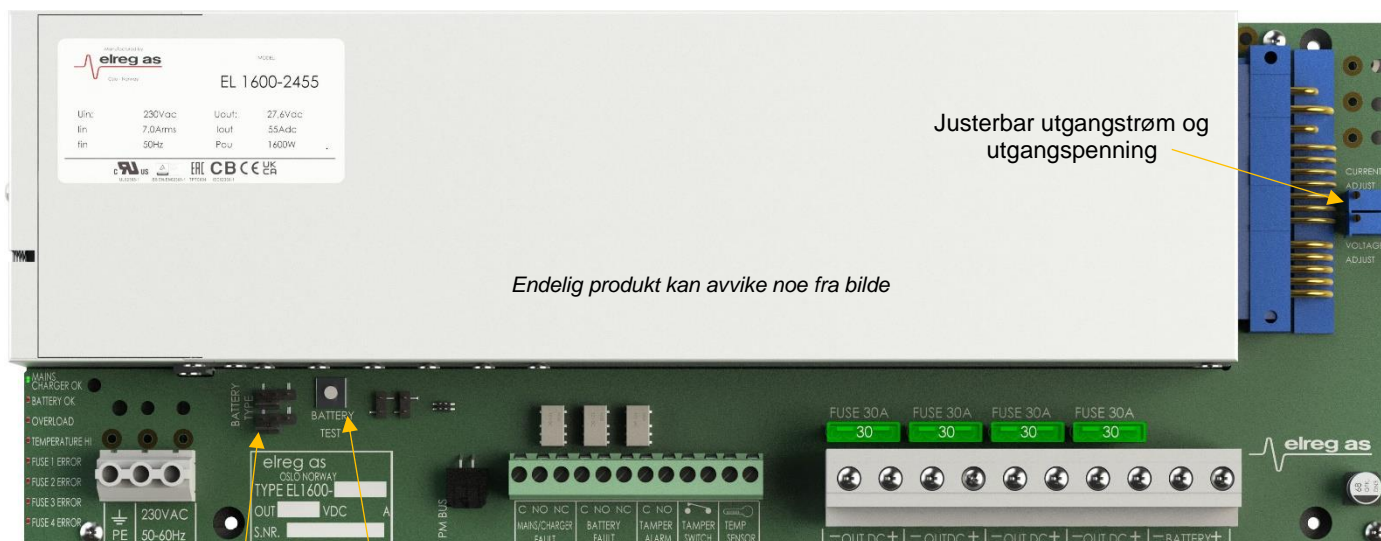 Manufactured by
elreg as
Oslo - Norway
MODEL
EL 1600-2455
Uin: 230Vac Uout: 27,6Vac
Iin 7,0Arms Iout 55Adc
fin 50Hz Pou 1600W
c US EAC CB CE UK CA
Justerbar utgangstrøm og
utgangspenning
CURRENT
ADJUST
VOLTAGE
ADJUST
Endelig produkt kan avvike noe fra bilde
MAINS
CHARGER OK
BATTERY OK
OVERLOAD
TEMPERATURE HI
FUSE 1 ERROR
FUSE 2 ERROR
FUSE 3 ERROR
FUSE 4 ERROR
BATTERY
TYPE
BATTERY
TEST
FUSE 30A FUSE 30A FUSE 30A FUSE 30A
30 30 30 30
elreg as
elreg as
OSLO NORWAY
TYPE EL1600-
OUT VDC A
S.NR.
PE
230VAC
50-60Hz
PM BUS
C NO NC C NO NC C NO
MAINS/CHARGER
FAULT
BATTERY
FAULT
TAMPER
ALARM
TAMPER
SWITCH
TEMP
SENSOR
-OUT DC+ -OUTDC+ -OUT DC+ -OUT DC+ -BATTERY+